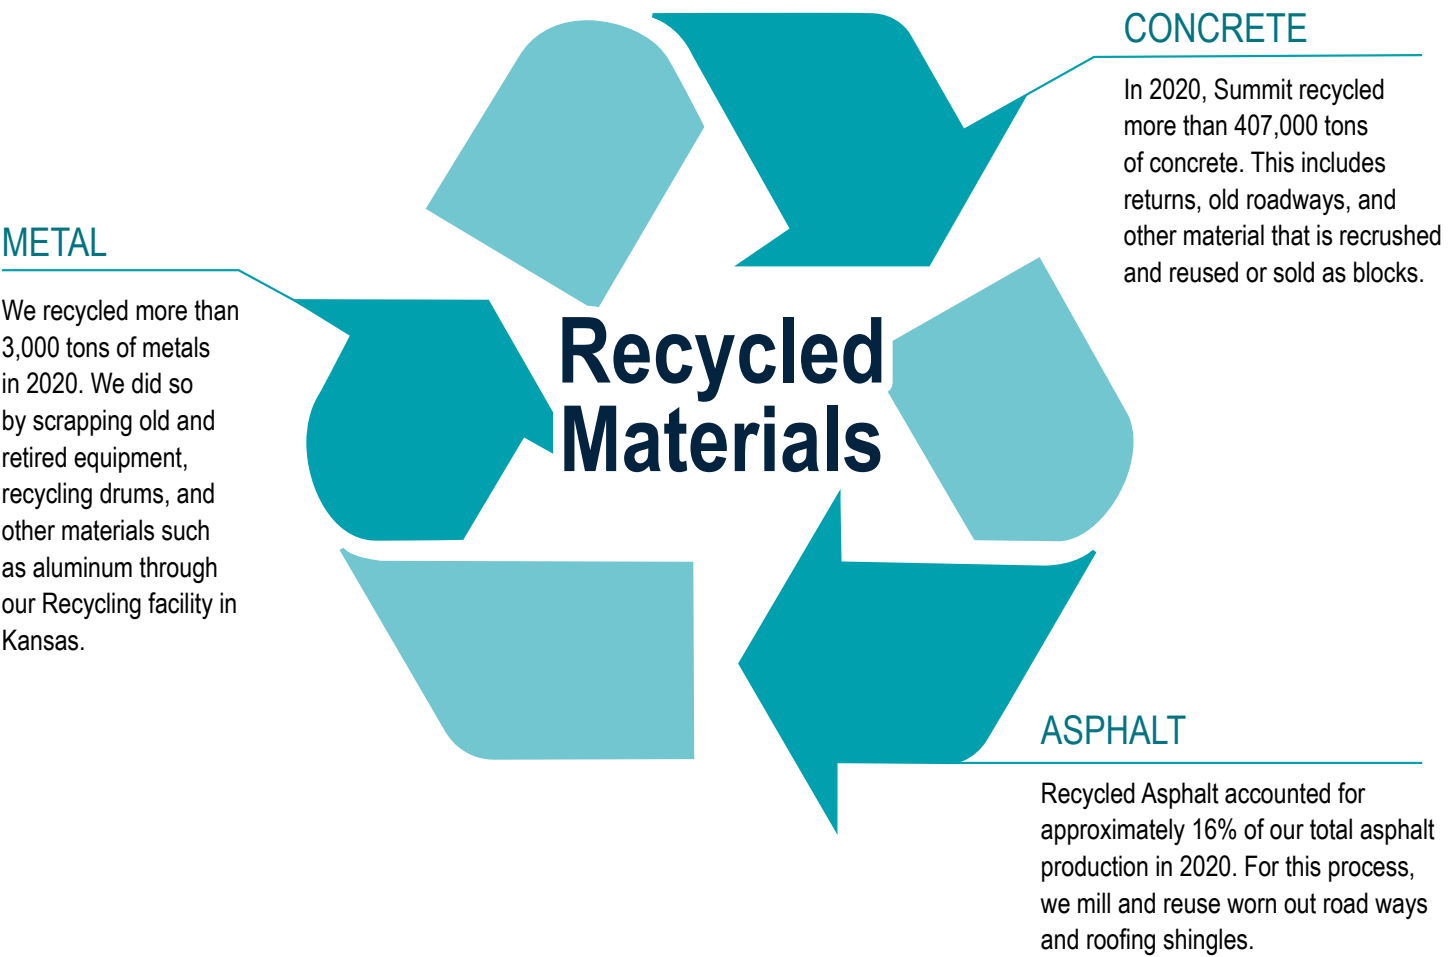 CONCRETE
In 2020, Summit recycled
more than 407,000 tons
of concrete. This includes
returns, old roadways, and
other material that is recrushed
and reused or sold as blocks.
METAL
We recycled more than
3,000 tons of metals
in 2020. We did so
by scrapping old and
retired equipment,
recycling drums, and
other materials such
as aluminum through
our Recycling facility in
Kansas.
Recycled
Materials
ASPHALT
Recycled Asphalt accounted for
approximately 16% of our total asphalt
production in 2020. For this process,
we mill and reuse worn out road ways
and roofing shingles.